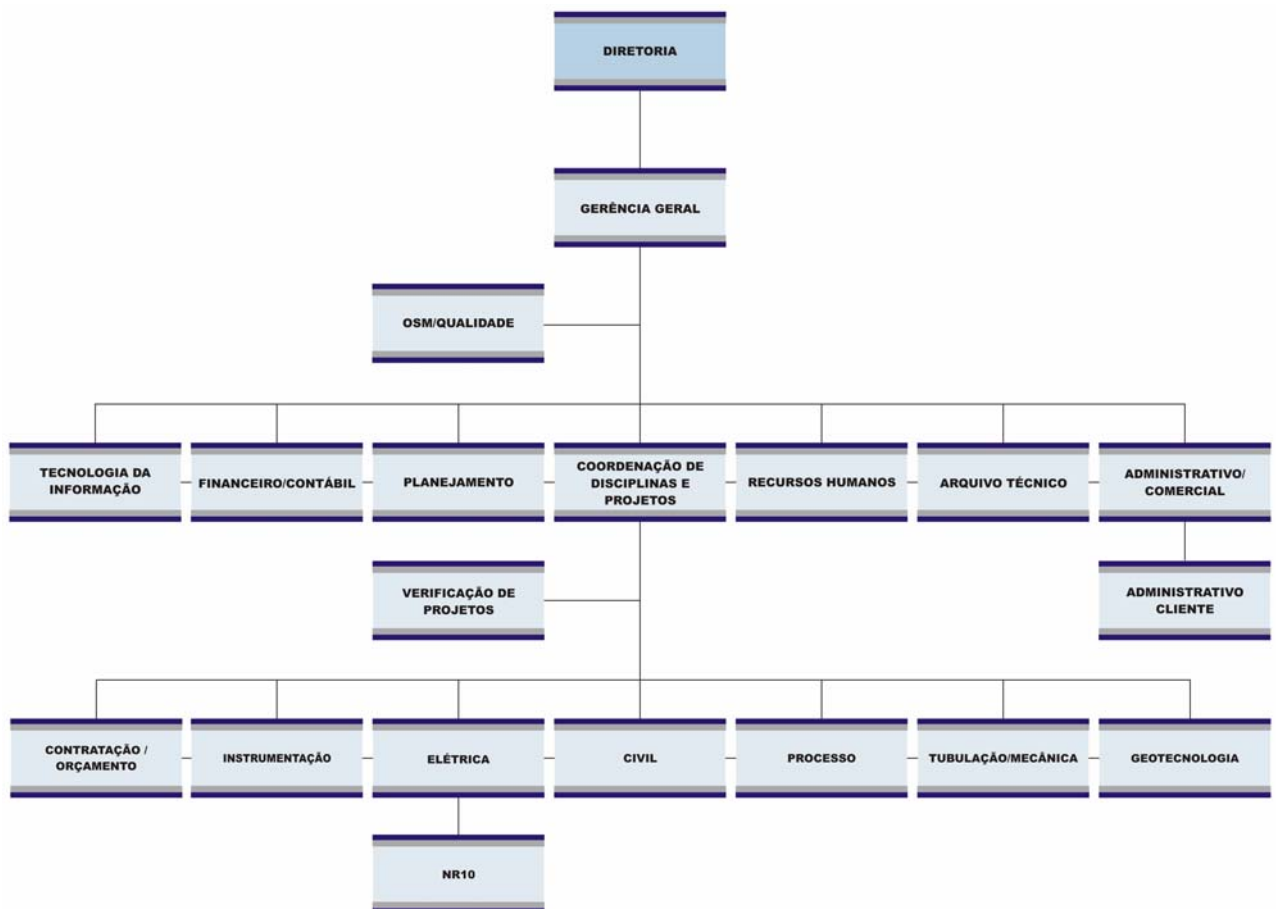 DIRETORIA
GERÊNCIA GERAL
OSM/QUALIDADE
TECNOLOGIA DA
INFORMAÇÃO
FINANCEIRO/CONTÁBIL
PLANEJAMENTO
COORDENAÇÃO DE
DISCIPLINAS E
PROJETOS
RECURSOS HUMANOS
ARQUIVO TÉCNICO
ADMINISTRATIVO/
COMERCIAL
VERIFICAÇÃO DE
PROJETOS
ADMINISTRATIVO
CLIENTE
CONTRATAÇÃO /
ORÇAMENTO
INSTRUMENTAÇÃO
ELÉTRICA
CIVIL
PROCESSO
TUBULAÇÃO/MECÂNICA
GEOTECNOLOGIA
NR10